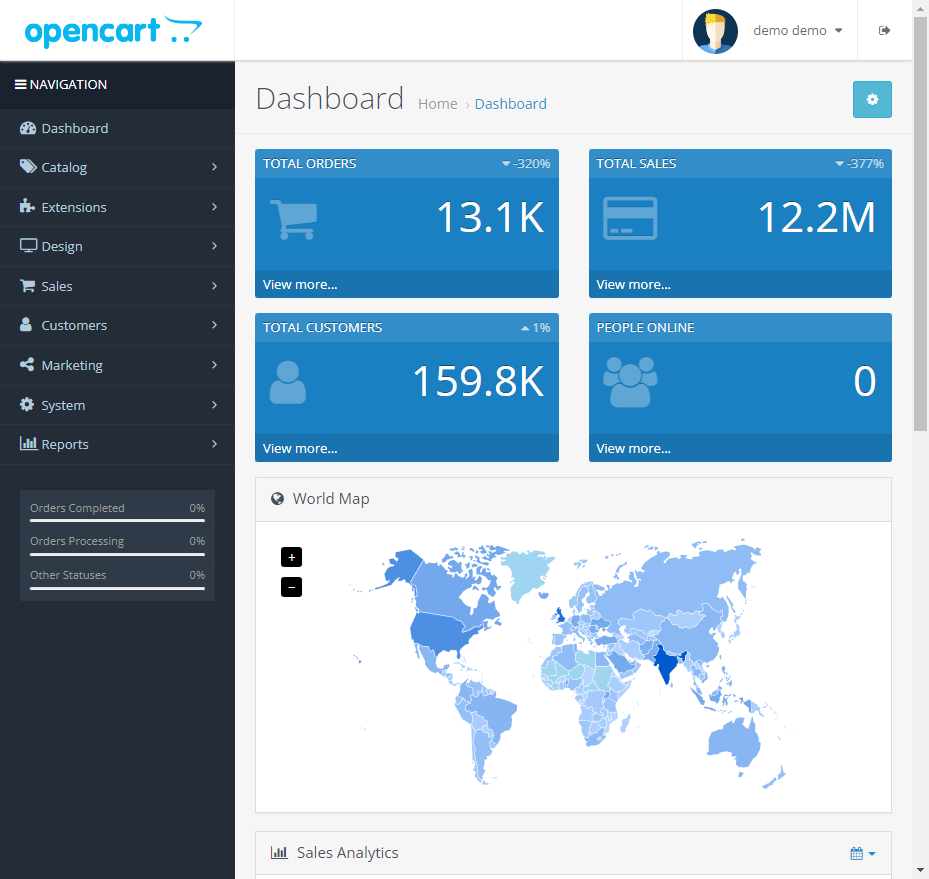 opencart
demo demo
NAVIGATION
Dashboard
Catalog
Extensions
Design
Sales
Customers
Marketing
System
Reports
Orders Completed 0%
Orders Processing 0%
Other Statuses 0%
Dashboard Home › Dashboard
TOTAL ORDERS -320%
13.1K
View more...
TOTAL SALES -377%
12.2M
View more...
TOTAL CUSTOMERS 1%
159.8K
View more...
PEOPLE ONLINE
0
View more...
World Map
+
−
Sales Analytics